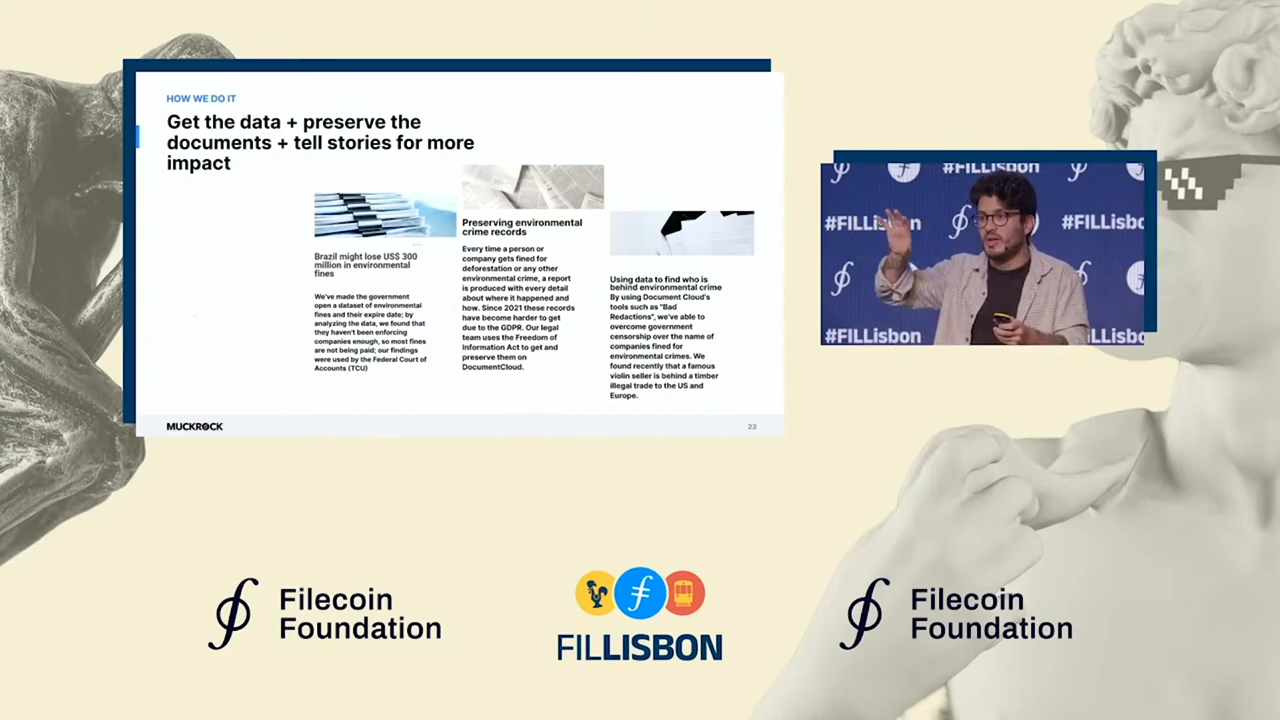 HOW WE DO IT
Get the data + preserve the
documents + tell stories for more
impact
Brazil might lose US$ 300
million in environmental
fines
We've made the government
open a dataset of environmental
fines and their expire date; by
analyzing the data, we found that
they haven't been enforcing
companies enough, so most fines
are not being paid; our findings
were used by the Federal Court of
Accounts (TCU)
Preserving environmental
crime records
Every time a person or
company gets fined for
deforestation or any other
environmental crime, a report
is produced with every detail
about where it happened and
how. Since 2021 these records
have become harder to get
due to the GDPR. Our legal
team uses the Freedom of
Information Act to get and
preserve them on
DocumentCloud.
Using data to find who is
behind environmental crime
By using Document Cloud's
tools such as "Bad
Redactions", we've able to
overcome government
censorship over the name of
companies fined for
environmental crimes. We
found recently that a famous
violin seller is behind a timber
illegal trade to the US and
Europe.
MUCKROCK
23
#FILLisbon
#FILLisbon
#FILLisbo
#FILLisbon
LLisbo
Filecoin
Foundation
FILLISBON
Filecoin
Foundation